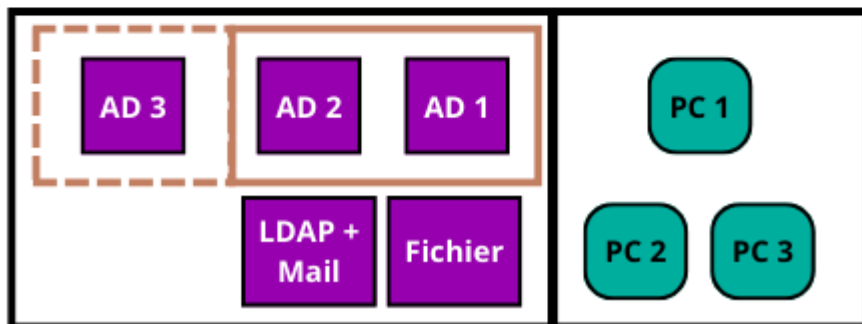 AD 3
AD 2
AD 1
PC 1
LDAP +
Mail
Fichier
PC 2
PC 3